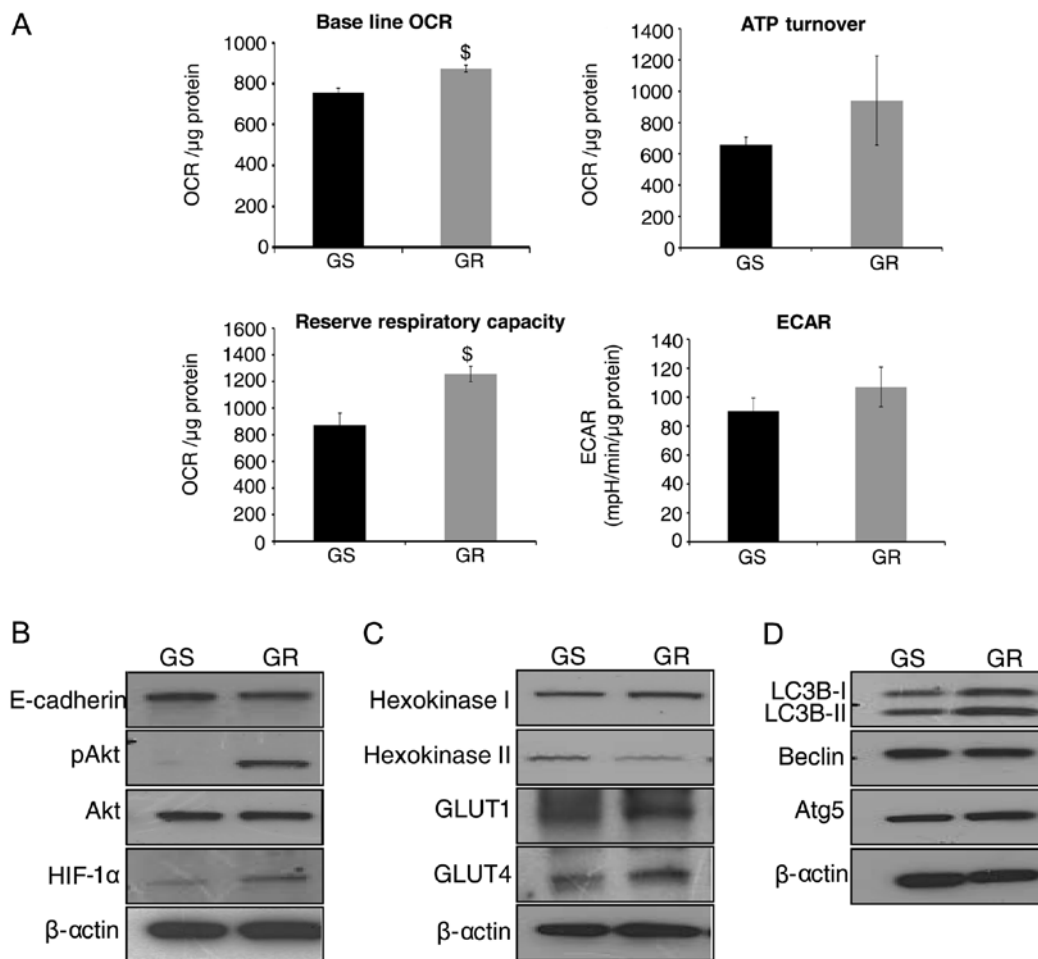 A
Base line OCR
OCR /µg protein
1000
800
600
400
200
0
$
GS GR
ATP turnover
OCR /µg protein
1400
1200
1000
800
600
400
200
0
GS GR
Reserve respiratory capacity
OCR /µg protein
1600
1400
1200
1000
800
600
400
200
0
$
GS GR
ECAR
ECAR
(mpH/min/µg protein)
140
120
100
80
60
40
20
0
GS GR
B
GS GR
E-cadherin
pAkt
Akt
HIF-1α
β-actin
C
GS GR
Hexokinase I
Hexokinase II
GLUT1
GLUT4
β-actin
D
GS GR
LC3B-I
LC3B-II
Beclin
Atg5
β-actin